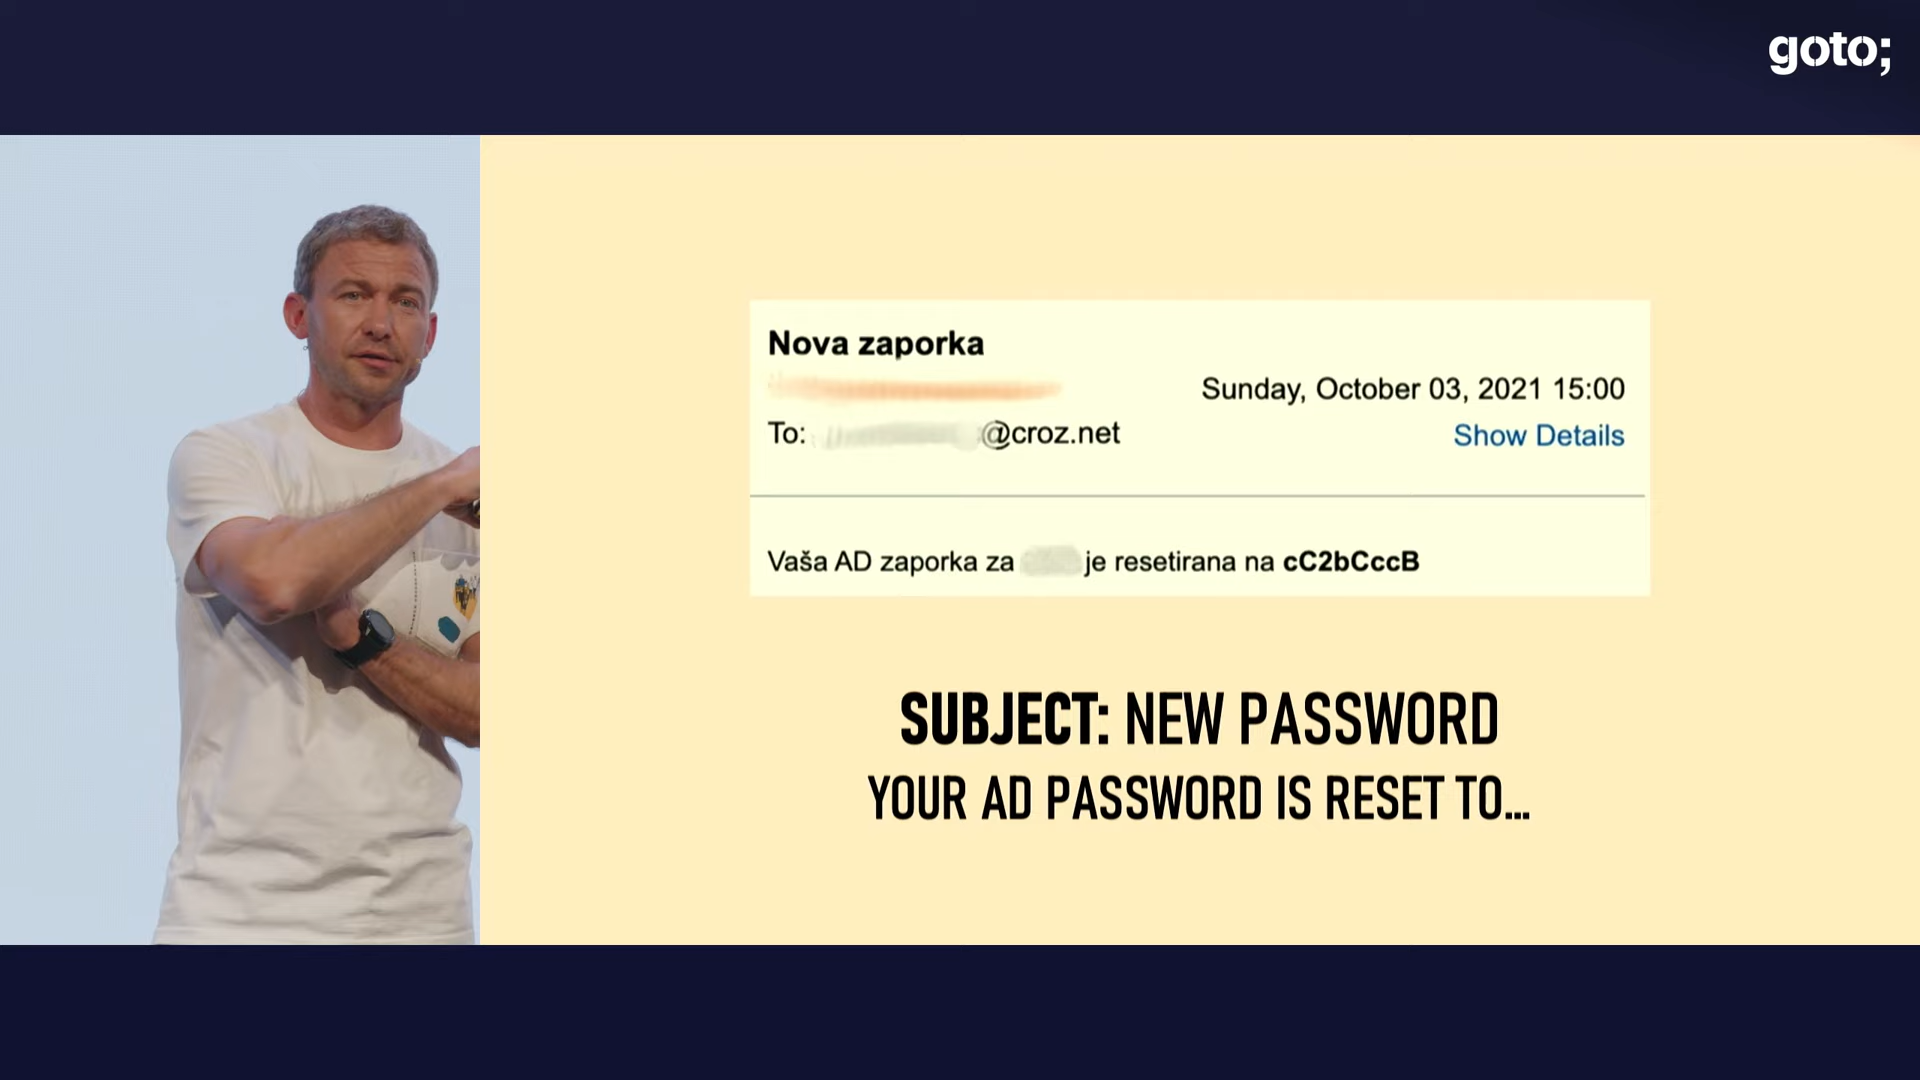 goto;
Nova zaporka
Sunday, October 03, 2021 15:00
To: @croz.net
Show Details
Vaša AD zaporka za je resetirana na cC2bCccB
SUBJECT: NEW PASSWORD
YOUR AD PASSWORD IS RESET TO...